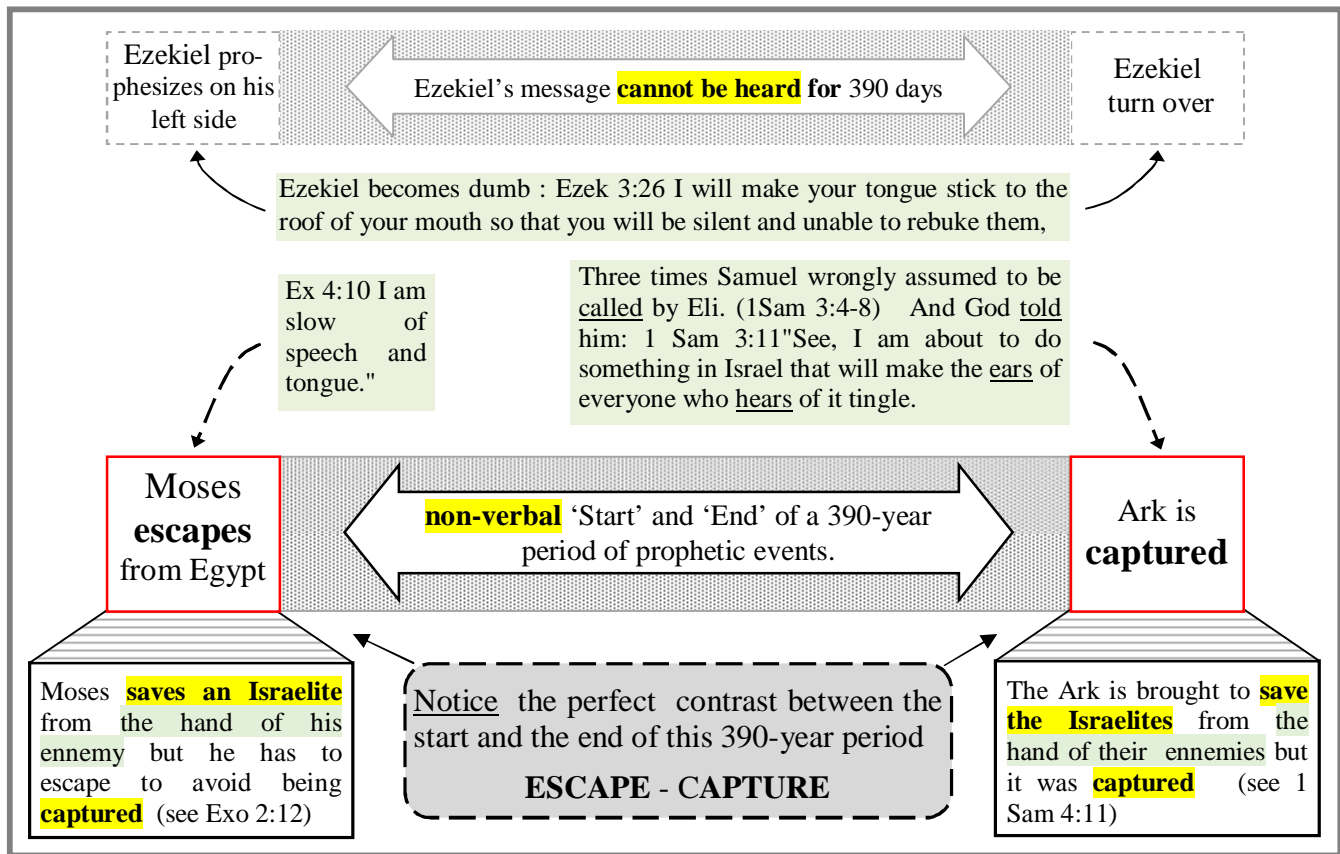 Ezekiel pro-
phesizes on his
left side
Ezekiel’s message cannot be heard for 390 days
Ezekiel
turn over
Ezekiel becomes dumb : Ezek 3:26 I will make your tongue stick to the
roof of your mouth so that you will be silent and unable to rebuke them,
Ex 4:10 I am
slow of
speech and
tongue."
Three times Samuel wrongly assumed to be
called by Eli. (1Sam 3:4-8) And God told
him: 1 Sam 3:11"See, I am about to do
something in Israel that will make the ears of
everyone who hears of it tingle.
Moses
escapes
from Egypt
non-verbal ‘Start’ and ‘End’ of a 390-year
period of prophetic events.
Ark is
captured
Moses saves an Israelite
from the hand of his
ennemy but he has to
escape to avoid being
captured (see Exo 2:12)
Notice the perfect contrast between the
start and the end of this 390-year period
ESCAPE - CAPTURE
The Ark is brought to save
the Israelites from the
hand of their ennemies but
it was captured (see 1
Sam 4:11)